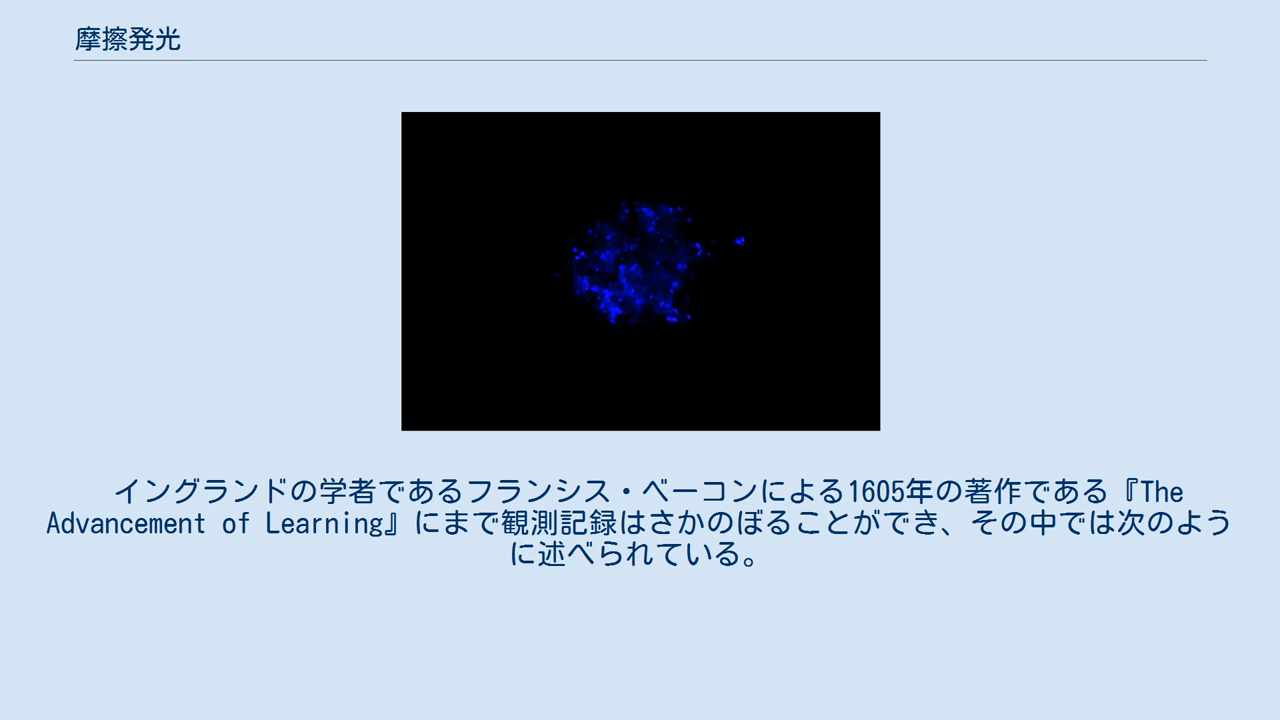 摩擦発光
イングランドの学者であるフランシス・ベーコンによる1605年の著作である『The
Advancement of Learning』にまで観測記録はさかのぼることができ、その中では次のよう
に述べられている。